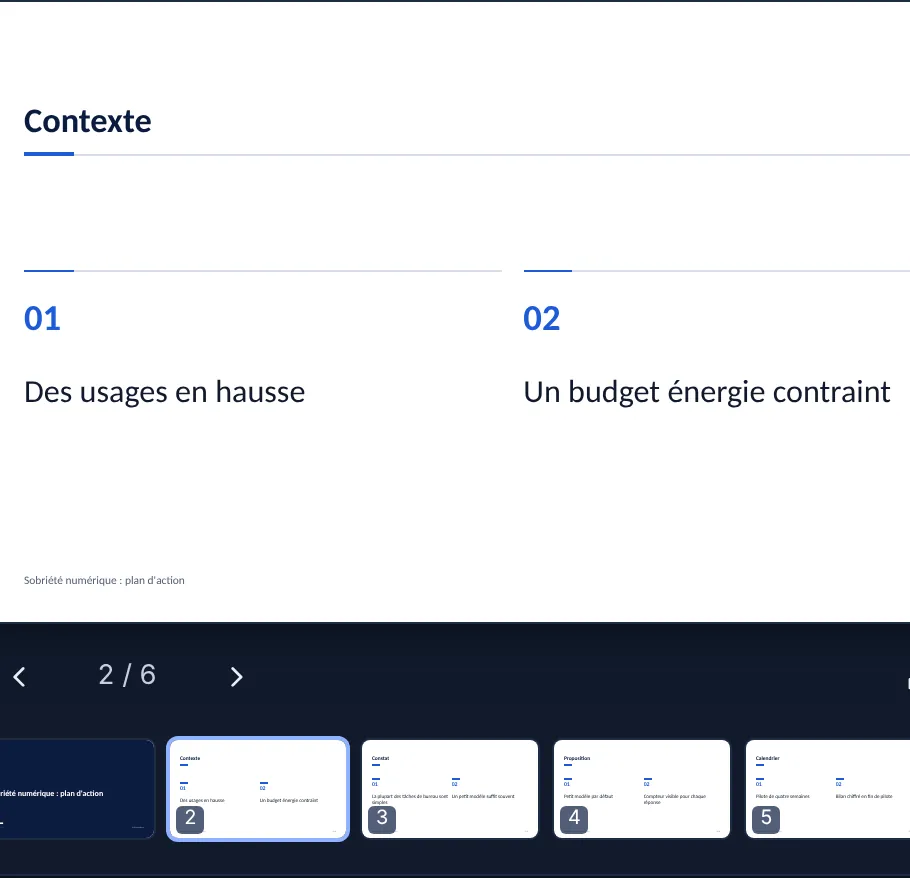 Contexte
01
Des usages en hausse
02
Un budget énergie contraint
Sobriété numérique : plan d'action
2 / 6
riété numérique : plan d'action
Contexte
01
Des usages en hausse
02
Un budget énergie contraint
2
Constat
01
La plupart des tâches de bureau sont
simples
02
Un petit modèle suffit souvent
3
Proposition
01
Petit modèle par défaut
02
Compteur visible pour chaque
réponse
4
Calendrier
01
Pilote de quatre semaines
02
Bilan chiffré en fin de pilote
5